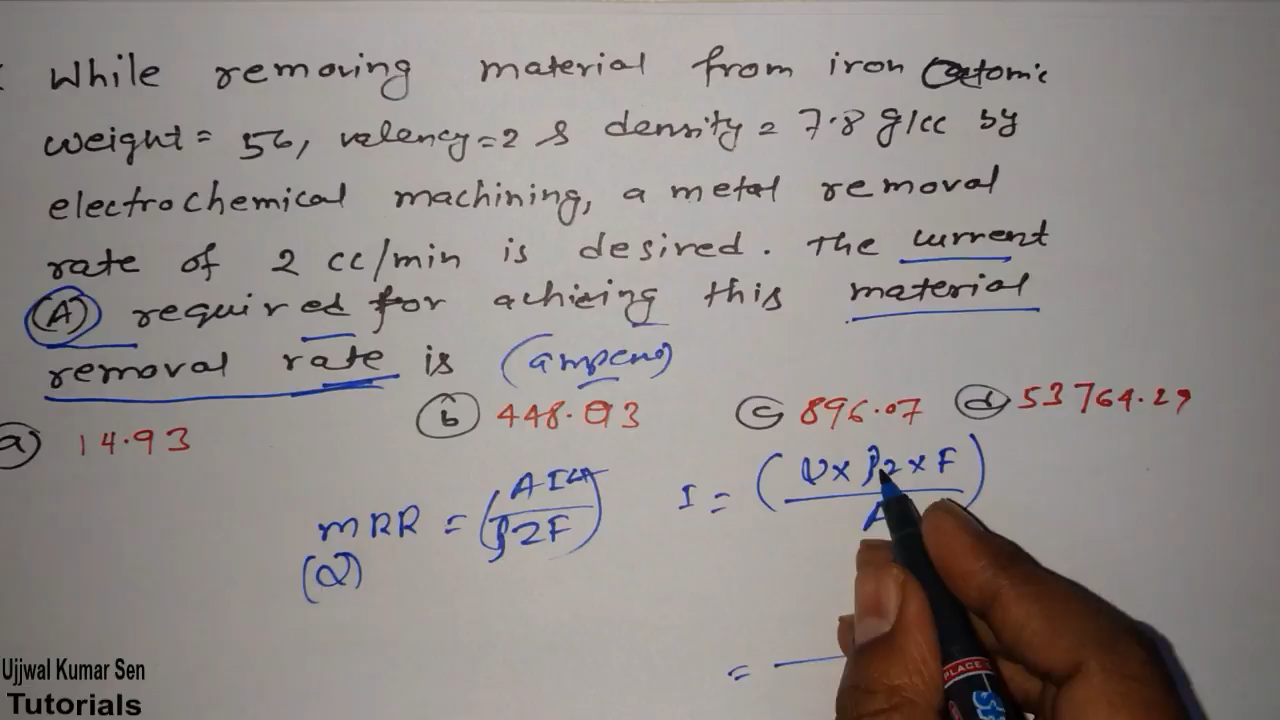 While removing material from iron (atomic
weight = 56, valency = 2 & density = 7.8 g/cc by
electrochemical machining, a metal removal
rate of 2 cc/min is desired. The current
(A) required for achieving this material
removal rate is (ampere)
a) 14.93 (b) 448.03 (c) 896.07 (d) 53764.29
MRR = (AI/ρZF) I = (Q × ρZ × F / A)
(Q)
=
Ujjwal Kumar Sen
Tutorials